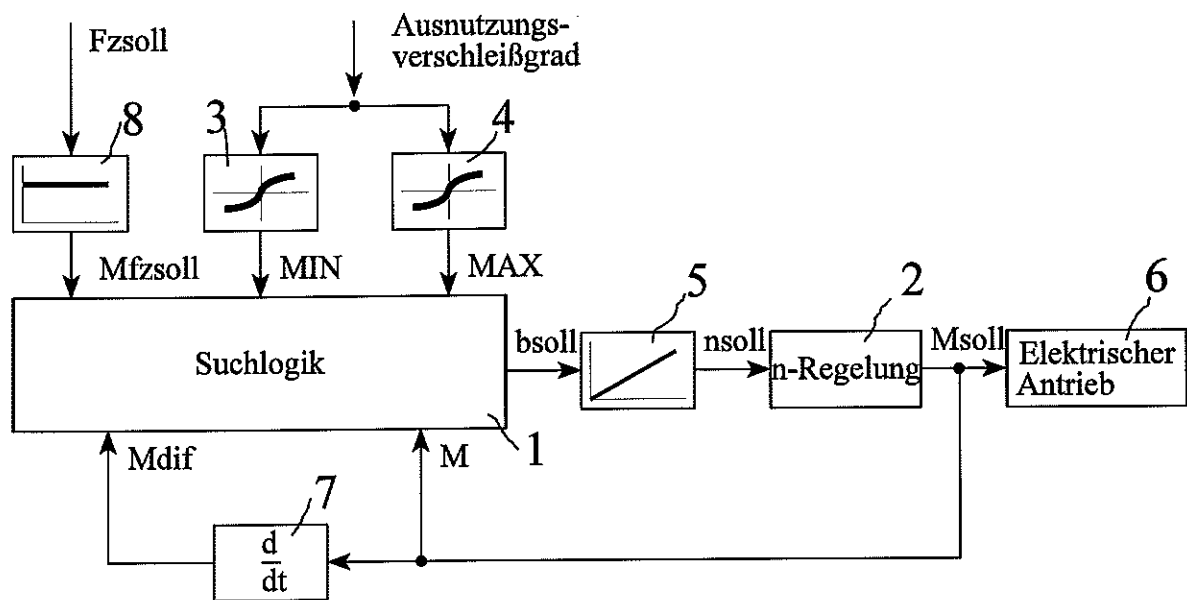 Fzsoll
Ausnutzungs-
verschleißgrad
8
3
4
Mfzsoll
MIN
MAX
5
2
6
Suchlogik
bsoll
nsoll
n-Regelung
Msoll
Elektrischer
Antrieb
1
Mdif
M
7
d
dt